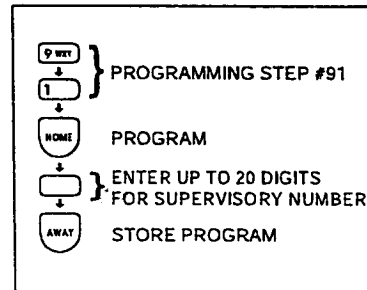 9 WXY
1
PROGRAMMING STEP #91
HOME
PROGRAM
ENTER UP TO 20 DIGITS
FOR SUPERVISORY NUMBER
AWAY
STORE PROGRAM